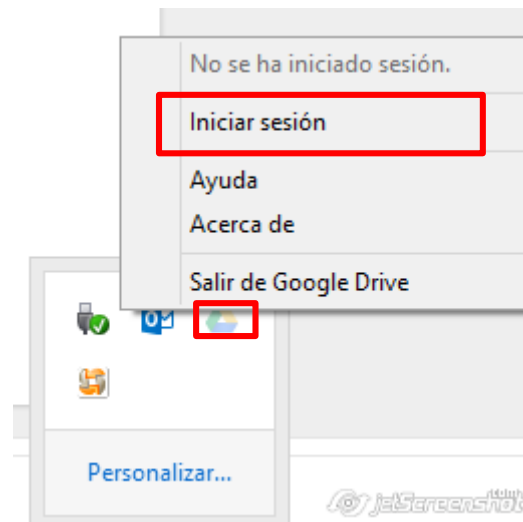 No se ha iniciado sesión.
Iniciar sesión
Ayuda
Acerca de
Salir de Google Drive
Personalizar...
jetScreenshot